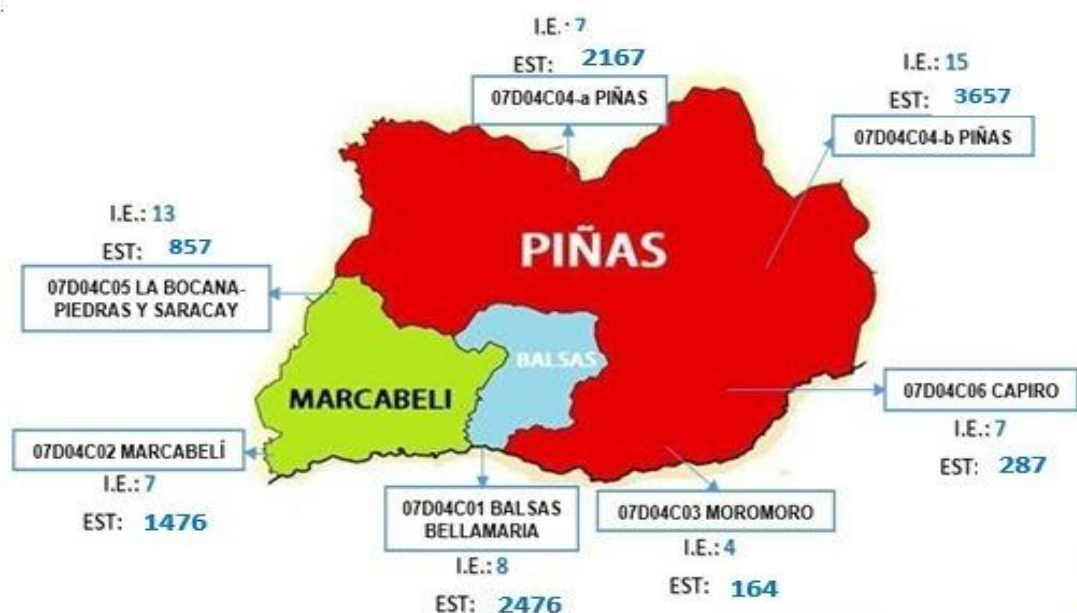 I.E.: 7
EST: 2167
07D04C04-a PIÑAS
I.E.: 15
EST: 3657
07D04C04-b PIÑAS
I.E.: 13
EST: 857
07D04C05 LA BOCANA-
PIEDRAS Y SARACAY
PIÑAS
BALSAS
MARCABELI
07D04C06 CAPIRO
I.E.: 7
EST: 287
07D04C02 MARCABELÍ
I.E.: 7
EST: 1476
07D04C01 BALSAS
BELLAMARIA
I.E.: 8
EST: 2476
07D04C03 MOROMORO
I.E.: 4
EST: 164